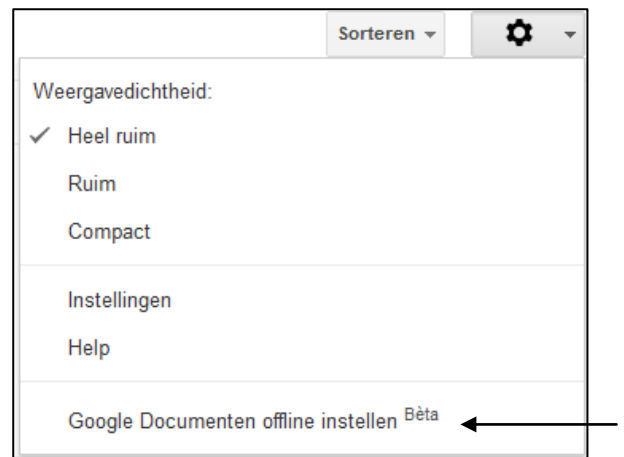 Sorteren
Weergavedichtheid:
Heel ruim
Ruim
Compact
Instellingen
Help
Google Documenten offline instellen Bèta